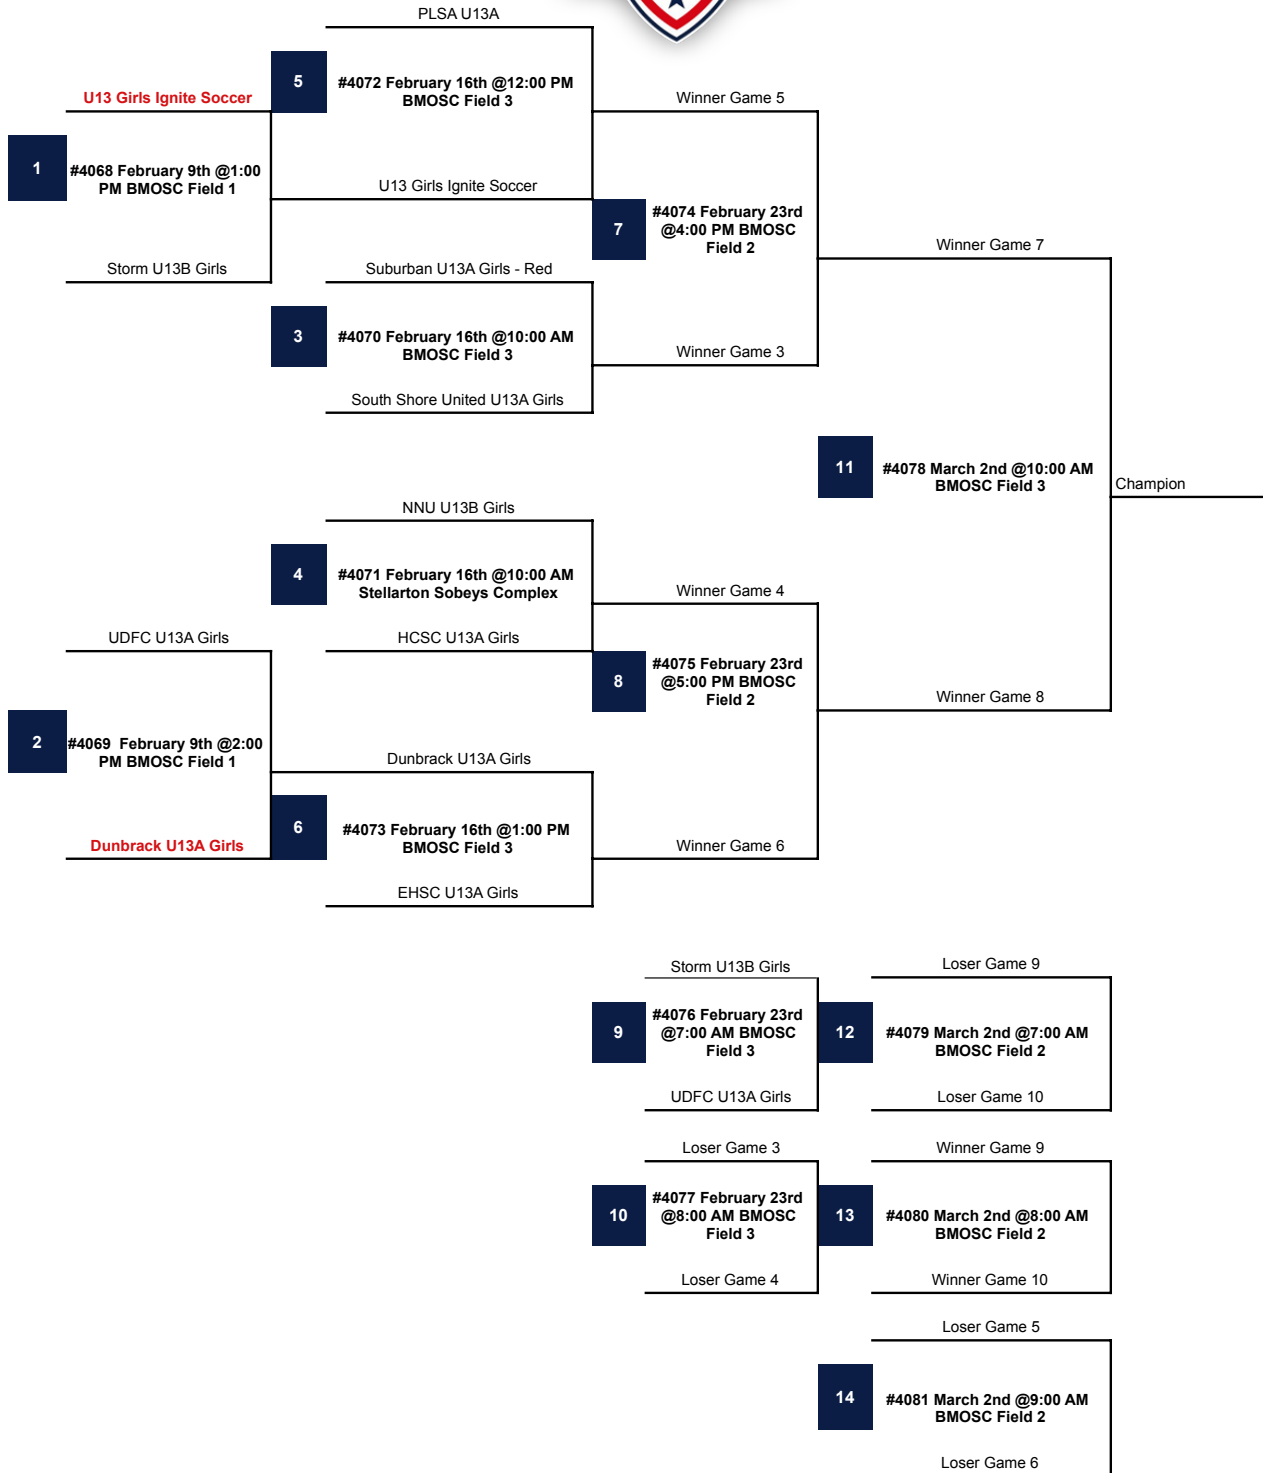 PLSA U13A
5
#4072 February 16th @12:00 PM
BMOSC Field 3
U13 Girls Ignite Soccer
Winner Game 5
1
#4068 February 9th @1:00
PM BMOSC Field 1
U13 Girls Ignite Soccer
7
#4074 February 23rd
@4:00 PM BMOSC
Field 2
Winner Game 7
Storm U13B Girls
Suburban U13A Girls - Red
3
#4070 February 16th @10:00 AM
BMOSC Field 3
Winner Game 3
South Shore United U13A Girls
11
#4078 March 2nd @10:00 AM
BMOSC Field 3
Champion
NNU U13B Girls
4
#4071 February 16th @10:00 AM
Stellarton Sobeys Complex
Winner Game 4
UDFC U13A Girls
HCSC U13A Girls
8
#4075 February 23rd
@5:00 PM BMOSC
Field 2
Winner Game 8
2
#4069  February 9th @2:00
PM BMOSC Field 1
Dunbrack U13A Girls
6
#4073 February 16th @1:00 PM
BMOSC Field 3
Dunbrack U13A Girls
Winner Game 6
EHSC U13A Girls
Storm U13B Girls
Loser Game 9
9
#4076 February 23rd
@7:00 AM BMOSC
Field 3
12
#4079 March 2nd @7:00 AM
BMOSC Field 2
UDFC U13A Girls
Loser Game 10
Loser Game 3
Winner Game 9
10
#4077 February 23rd
@8:00 AM BMOSC
Field 3
13
#4080 March 2nd @8:00 AM
BMOSC Field 2
Loser Game 4
Winner Game 10
Loser Game 5
14
#4081 March 2nd @9:00 AM
BMOSC Field 2
Loser Game 6